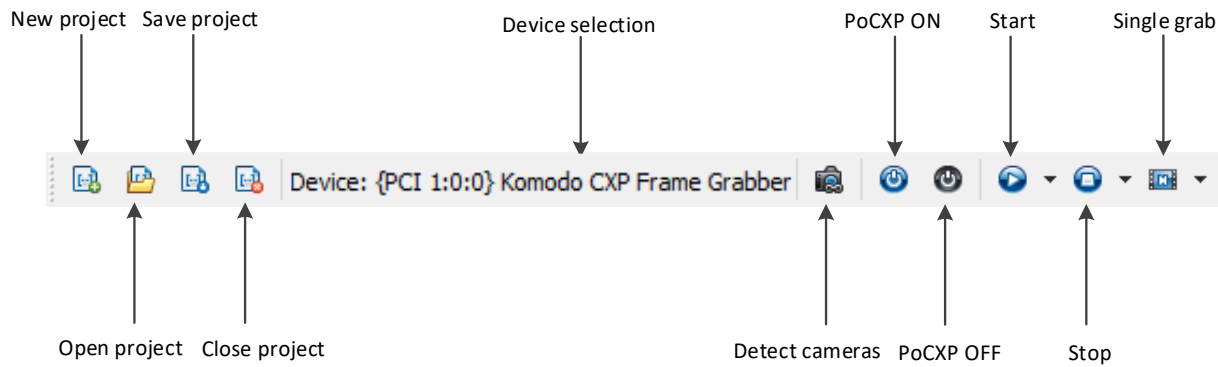 New project
Save project
Device selection
PoCXP ON
Start
Single grab
Device: {PCI 1:0:0} Komodo CXP Frame Grabber
Open project
Close project
Detect cameras
PoCXP OFF
Stop